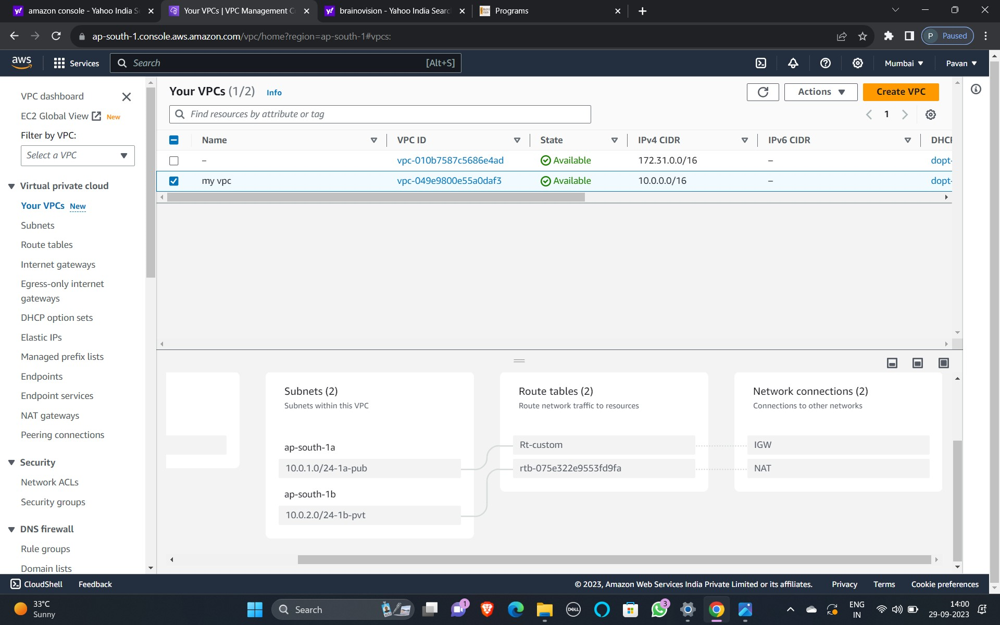 amazon console - Yahoo India S
Your VPCs | VPC Management C
brainovision - Yahoo India Searc
Programs
ap-south-1.console.aws.amazon.com/vpc/home?region=ap-south-1#vpcs:
P Paused
aws
Services
Search
[Alt+S]
Mumbai
Pavan
VPC dashboard
EC2 Global View New
Filter by VPC:
Select a VPC
Virtual private cloud
Your VPCs New
Subnets
Route tables
Internet gateways
Egress-only internet
gateways
DHCP option sets
Elastic IPs
Managed prefix lists
Endpoints
Endpoint services
NAT gateways
Peering connections
Security
Network ACLs
Security groups
DNS firewall
Rule groups
Domain lists
Your VPCs (1/2) Info
Actions
Create VPC
Find resources by attribute or tag
1
Name VPC ID State IPv4 CIDR IPv6 CIDR DHCI
– vpc-010b7587c5686e4ad Available 172.31.0.0/16 – dopt-
my vpc vpc-049e9800e55a0daf3 Available 10.0.0.0/16 – dopt-
Subnets (2)
Subnets within this VPC
ap-south-1a
10.0.1.0/24-1a-pub
ap-south-1b
10.0.2.0/24-1b-pvt
Route tables (2)
Route network traffic to resources
Rt-custom
rtb-075e322e9553fd9fa
Network connections (2)
Connections to other networks
IGW
NAT
CloudShell
Feedback
© 2023, Amazon Web Services India Private Limited or its affiliates.
Privacy
Terms
Cookie preferences
33°C
Sunny
Search
1
DELL
3
ENG
IN
14:00
29-09-2023